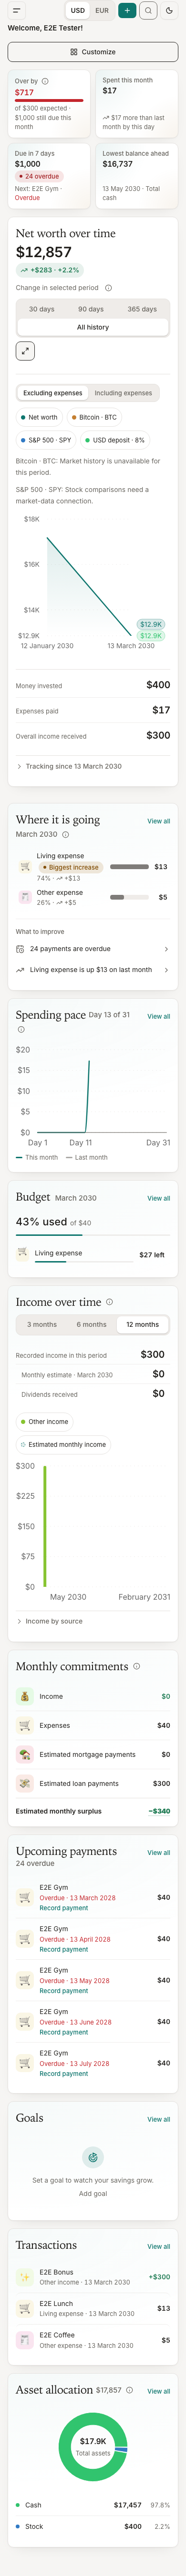 USD EUR
Welcome, E2E Tester!
Customize
Over by
$717
of $300 expected ·
$1,000 still due this
month
Spent this month
$17
$17 more than last
month by this day
Due in 7 days
$1,000
24 overdue
Next: E2E Gym ·
Overdue
Lowest balance ahead
$16,737
13 May 2030 · Total
cash
Net worth over time
$12,857
+$283 · +2.2%
Change in selected period
30 days 90 days 365 days
All history
Excluding expenses Including expenses
Net worth Bitcoin · BTC
S&P 500 · SPY USD deposit · 8%
Bitcoin · BTC: Market history is unavailable for
this period.
S&P 500 · SPY: Stock comparisons need a
market-data connection.
$18K
$16K
$14K
$12.9K
$12.9K
$12.9K
12 January 2030 13 March 2030
Money invested $400
Expenses paid $17
Overall income received $300
Tracking since 13 March 2030
Where it is going View all
March 2030
Living expense
Biggest increase $13
74% · +$13
Other expense $5
26% · +$5
What to improve
24 payments are overdue
Living expense is up $13 on last month
Spending pace Day 13 of 31 View all
$20
$15
$10
$5
$0
Day 1 Day 11 Day 31
This month Last month
Budget March 2030 View all
43% used of $40
Living expense $27 left
Income over time
3 months 6 months 12 months
Recorded income in this period $300
Monthly estimate · March 2030 $0
Dividends received $0
Other income
Estimated monthly income
$300
$225
$150
$75
$0
May 2030 February 2031
Income by source
Monthly commitments
Income $0
Expenses $40
Estimated mortgage payments $0
Estimated loan payments $300
Estimated monthly surplus −$340
Upcoming payments View all
24 overdue
E2E Gym
Overdue · 13 March 2028 $40
Record payment
E2E Gym
Overdue · 13 April 2028 $40
Record payment
E2E Gym
Overdue · 13 May 2028 $40
Record payment
E2E Gym
Overdue · 13 June 2028 $40
Record payment
E2E Gym
Overdue · 13 July 2028 $40
Record payment
Goals View all
Set a goal to watch your savings grow.
Add goal
Transactions View all
E2E Bonus +$300
Other income · 13 March 2030
E2E Lunch $13
Living expense · 13 March 2030
E2E Coffee $5
Other expense · 13 March 2030
Asset allocation $17,857 View all
$17.9K
Total assets
Cash $17,457 97.8%
Stock $400 2.2%